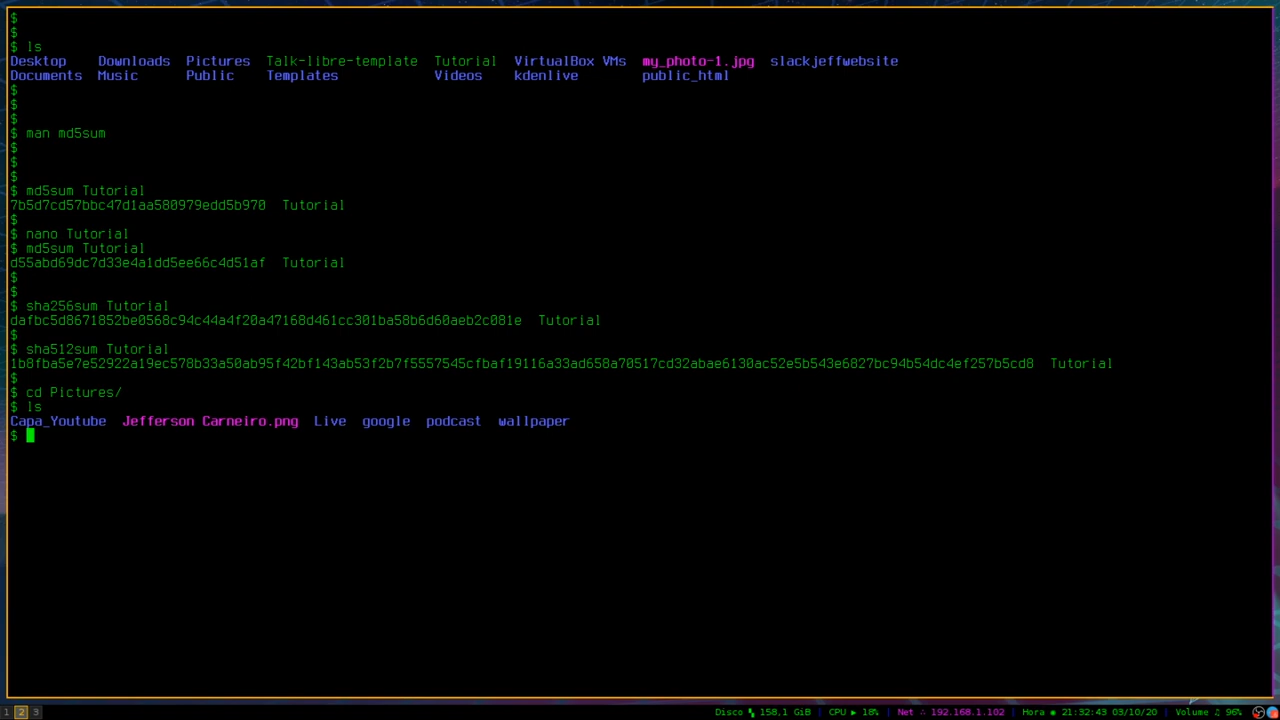 $
$
$ ls
Desktop    Downloads  Pictures  Talk-libre-template  Tutorial  VirtualBox VMs  my_photo-1.jpg  slackjeffwebsite
Documents  Music      Public    Templates            Videos    kdenlive        public_html
$
$
$
$ man md5sum
$
$
$
$ md5sum Tutorial
7b5d7cd57bbc47d1aa580979edd5b970  Tutorial
$
$ nano Tutorial
$ md5sum Tutorial
d55abd69dc7d33e4a1dd5ee66c4d51af  Tutorial
$
$
$ sha256sum Tutorial
dafbc5d8671852be0568c94c44a4f20a47168d461cc301ba58b6d60aeb2c081e  Tutorial
$
$ sha512sum Tutorial
1b8fba5e7e52922a19ec578b33a50ab95f42bf143ab53f2b7f5557545cfbaf19116a33ad658a70517cd32abae6130ac52e5b543e6827bc94b54dc4ef257b5cd8  Tutorial
$
$ cd Pictures/
$ ls
Capa_Youtube  Jefferson Carneiro.png  Live  google  podcast  wallpaper
$
1 2 3 Disco 158,1 GiB | CPU 18% | Net 192.168.1.102 | Hora 21:32:43 03/10/20 | Volume 96%